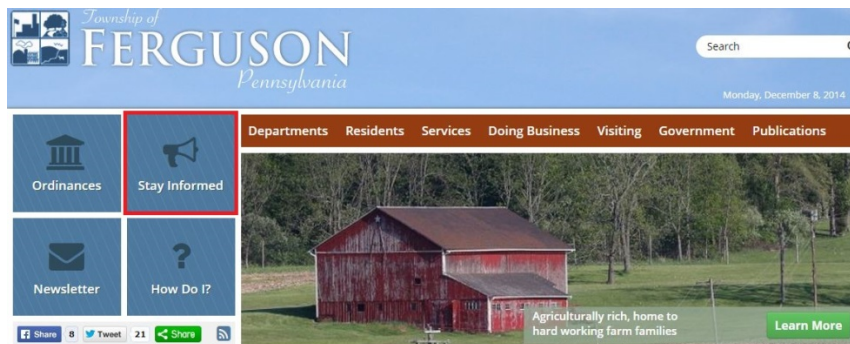 Township of
FERGUSON
Pennsylvania
Search
Monday, December 8, 2014
Ordinances
Stay Informed
Newsletter
How Do I?
Share 8 Tweet 21 Share
Departments Residents Services Doing Business Visiting Government Publications
Agriculturally rich, home to
hard working farm families
Learn More